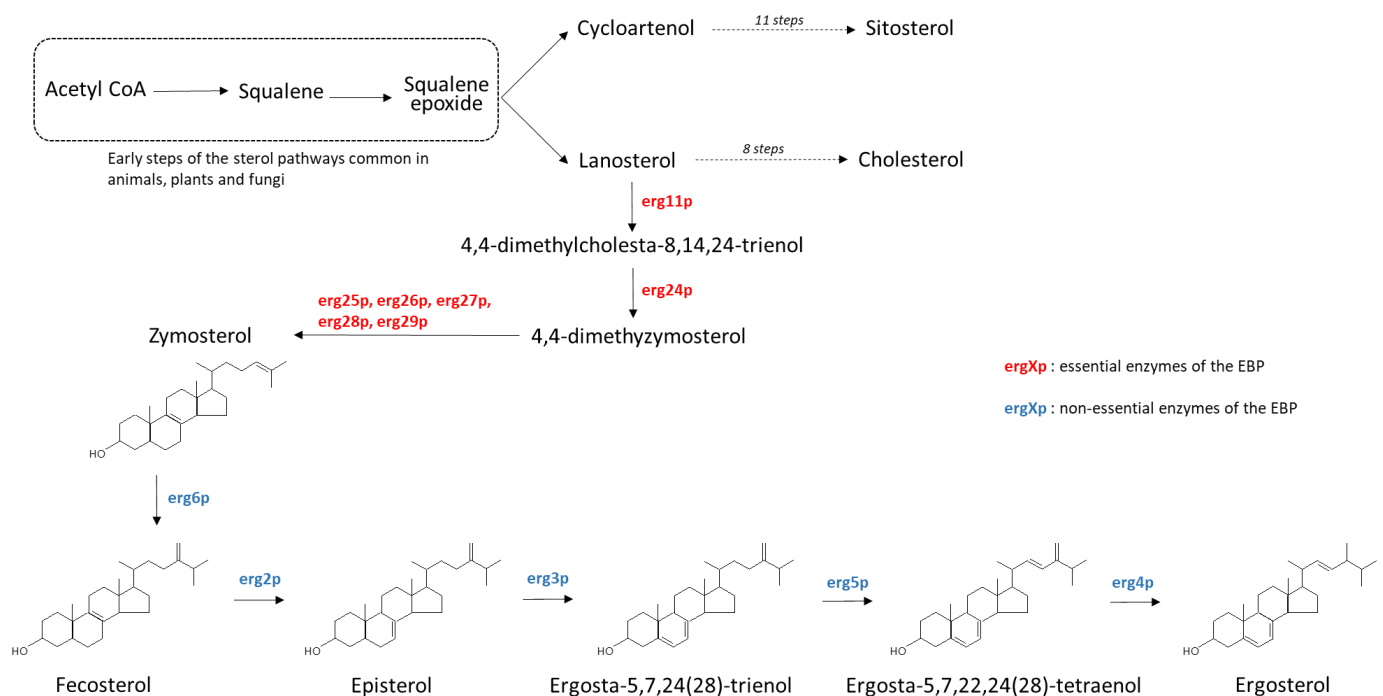 Cycloartenol
11 steps
Sitosterol
Acetyl CoA
Squalene
Squalene
epoxide
Early steps of the sterol pathways common in
animals, plants and fungi
Lanosterol
8 steps
Cholesterol
erg11p
4,4-dimethylcholesta-8,14,24-trienol
erg24p
erg25p, erg26p, erg27p,
erg28p, erg29p
Zymosterol
4,4-dimethyzymosterol
ergXp : essential enzymes of the EBP
ergXp : non-essential enzymes of the EBP
HO
erg6p
erg2p
erg3p
erg5p
erg4p
HO
HO
HO
HO
HO
Fecosterol
Episterol
Ergosta-5,7,24(28)-trienol
Ergosta-5,7,22,24(28)-tetraenol
Ergosterol